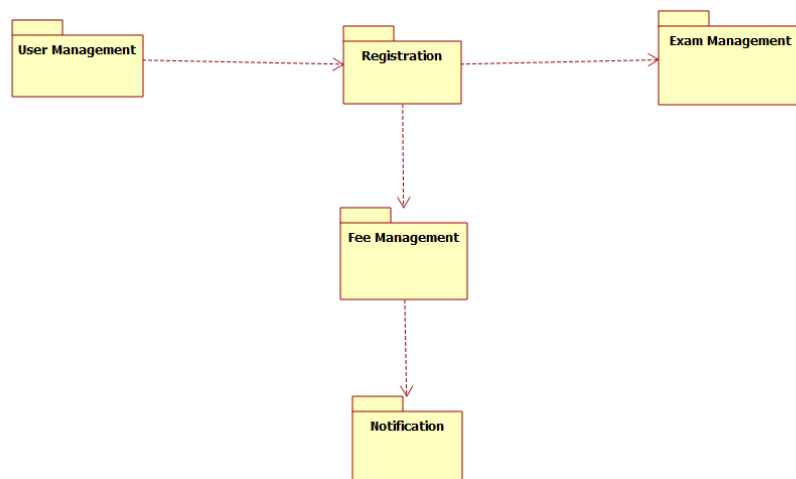 User Management
Registration
Exam Management
Fee Management
Notification